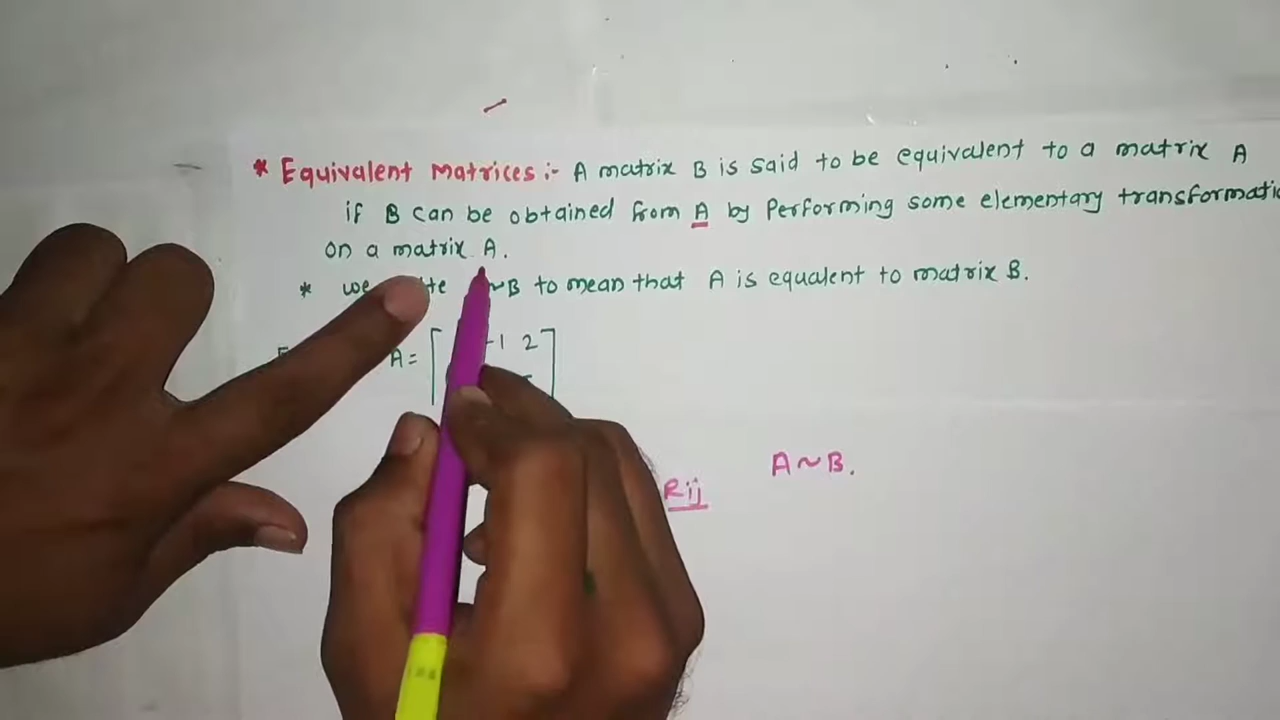 * Equivalent Matrices :- A matrix B is said to be equivalent to a matrix A
if B can be obtained from A by Performing some elementary
on a matrix A.
* ~B to mean that A is equalent to matrix B.
A = -1 2
Rij A~B.